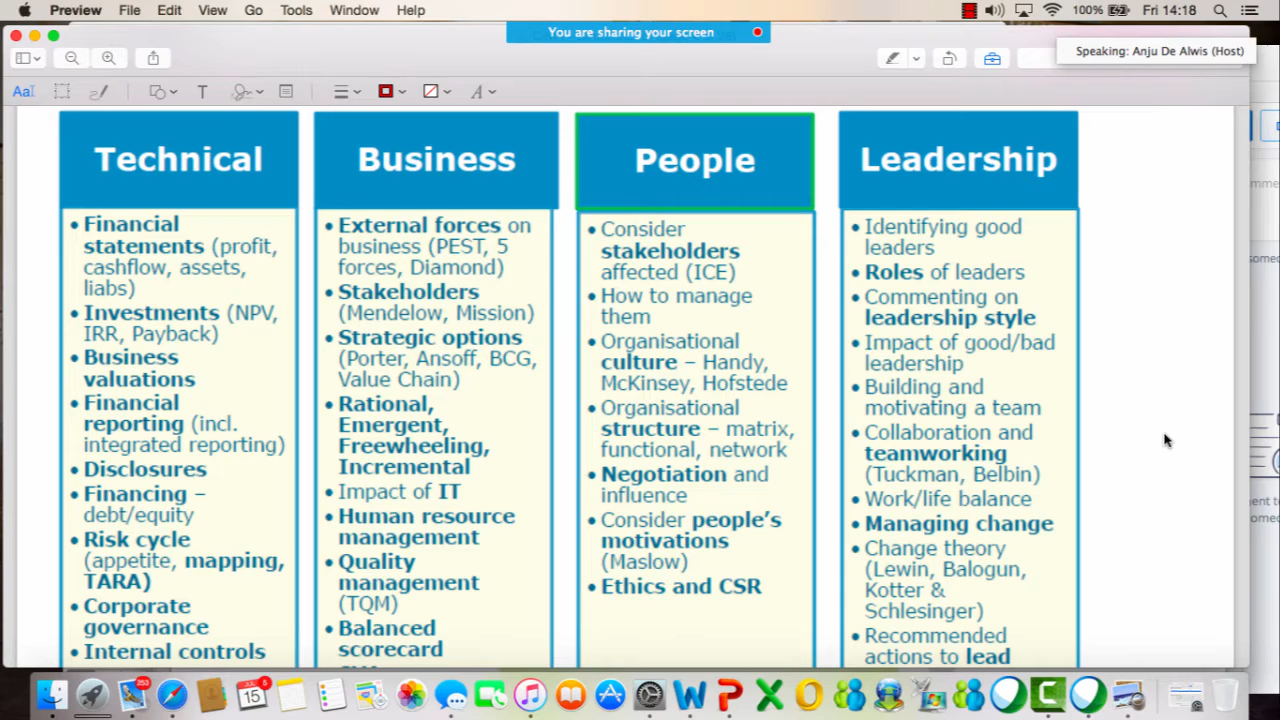 Preview File Edit View Go Tools Window Help 100% Fri 14:18
You are sharing your screen
Speaking: Anju De Alwis (Host)
Technical
• Financial
statements (profit,
cashflow, assets,
liabs)
• Investments (NPV,
IRR, Payback)
• Business
valuations
• Financial
reporting (incl.
integrated reporting)
• Disclosures
• Financing –
debt/equity
• Risk cycle
(appetite, mapping,
TARA)
• Corporate
governance
• Internal controls
Business
• External forces on
business (PEST, 5
forces, Diamond)
• Stakeholders
(Mendelow, Mission)
• Strategic options
(Porter, Ansoff, BCG,
Value Chain)
• Rational,
Emergent,
Freewheeling,
Incremental
• Impact of IT
• Human resource
management
• Quality
management
(TQM)
• Balanced
scorecard
People
• Consider
stakeholders
affected (ICE)
• How to manage
them
• Organisational
culture – Handy,
McKinsey, Hofstede
• Organisational
structure – matrix,
functional, network
• Negotiation and
influence
• Consider people's
motivations
(Maslow)
• Ethics and CSR
Leadership
• Identifying good
leaders
• Roles of leaders
• Commenting on
leadership style
• Impact of good/bad
leadership
• Building and
motivating a team
• Collaboration and
teamworking
(Tuckman, Belbin)
• Work/life balance
• Managing change
• Change theory
(Lewin, Balogun,
Kotter &
Schlesinger)
• Recommended
actions to lead
253
15
5